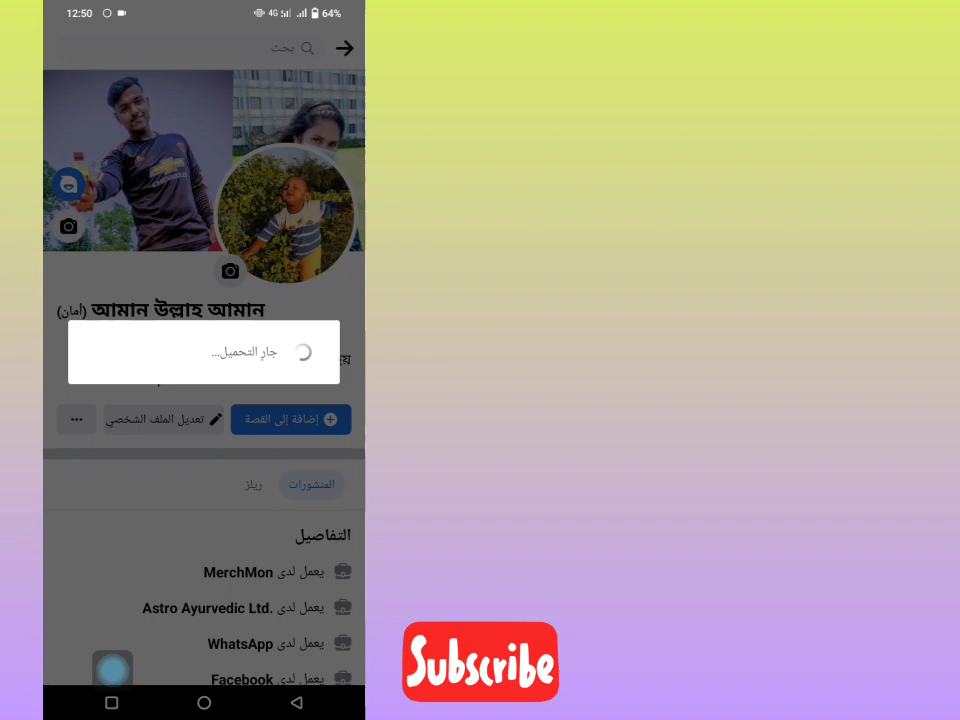 12:50
4G 64%
بحث
আমান উল্লাহ আমান (أمان)
جارٍ التحميل...
إضافة إلى القصة
تعديل الملف الشخصي
المنشورات
ريلز
التفاصيل
يعمل لدى MerchMon
يعمل لدى Astro Ayurvedic Ltd.
يعمل لدى WhatsApp
يعمل لدى Facebook
Subscribe